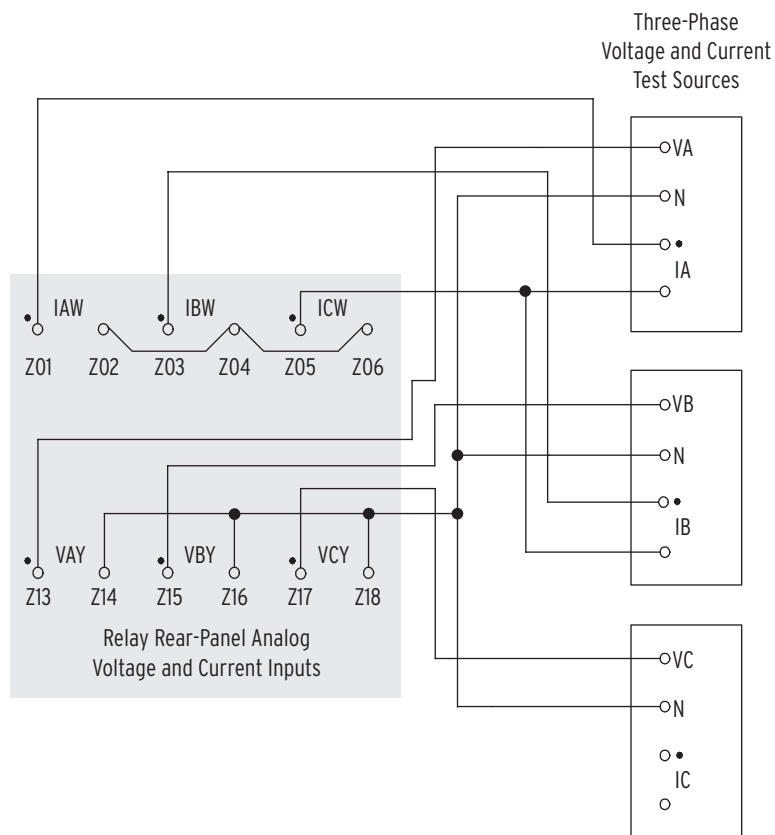 Three-Phase
Voltage and Current
Test Sources
VA
N
IA
IAW IBW ICW
Z01 Z02 Z03 Z04 Z05 Z06
VB
N
IB
VAY VBY VCY
Z13 Z14 Z15 Z16 Z17 Z18
Relay Rear-Panel Analog
Voltage and Current Inputs
VC
N
IC